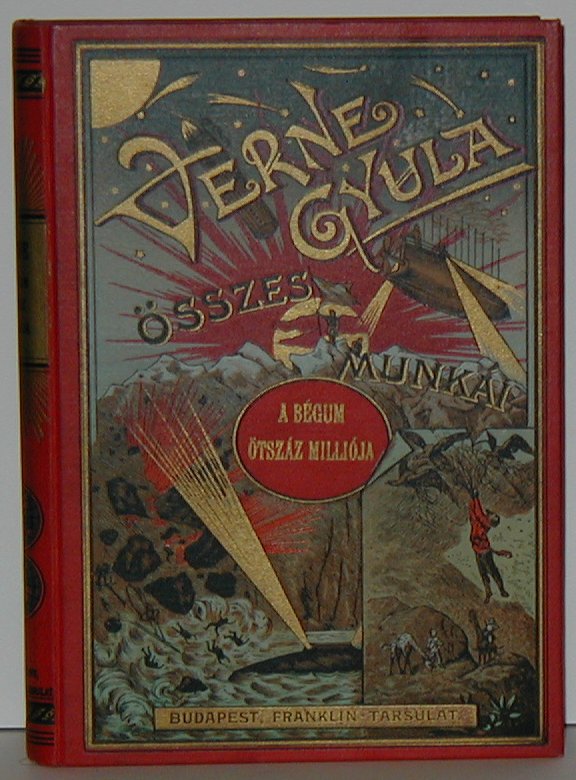 VERNE
GYULA
ÖSSZES
MUNKÁI
A BÉGUM
ÖTSZÁZ MILLIÓJA
BUDAPEST, FRANKLIN-TÁRSULAT.